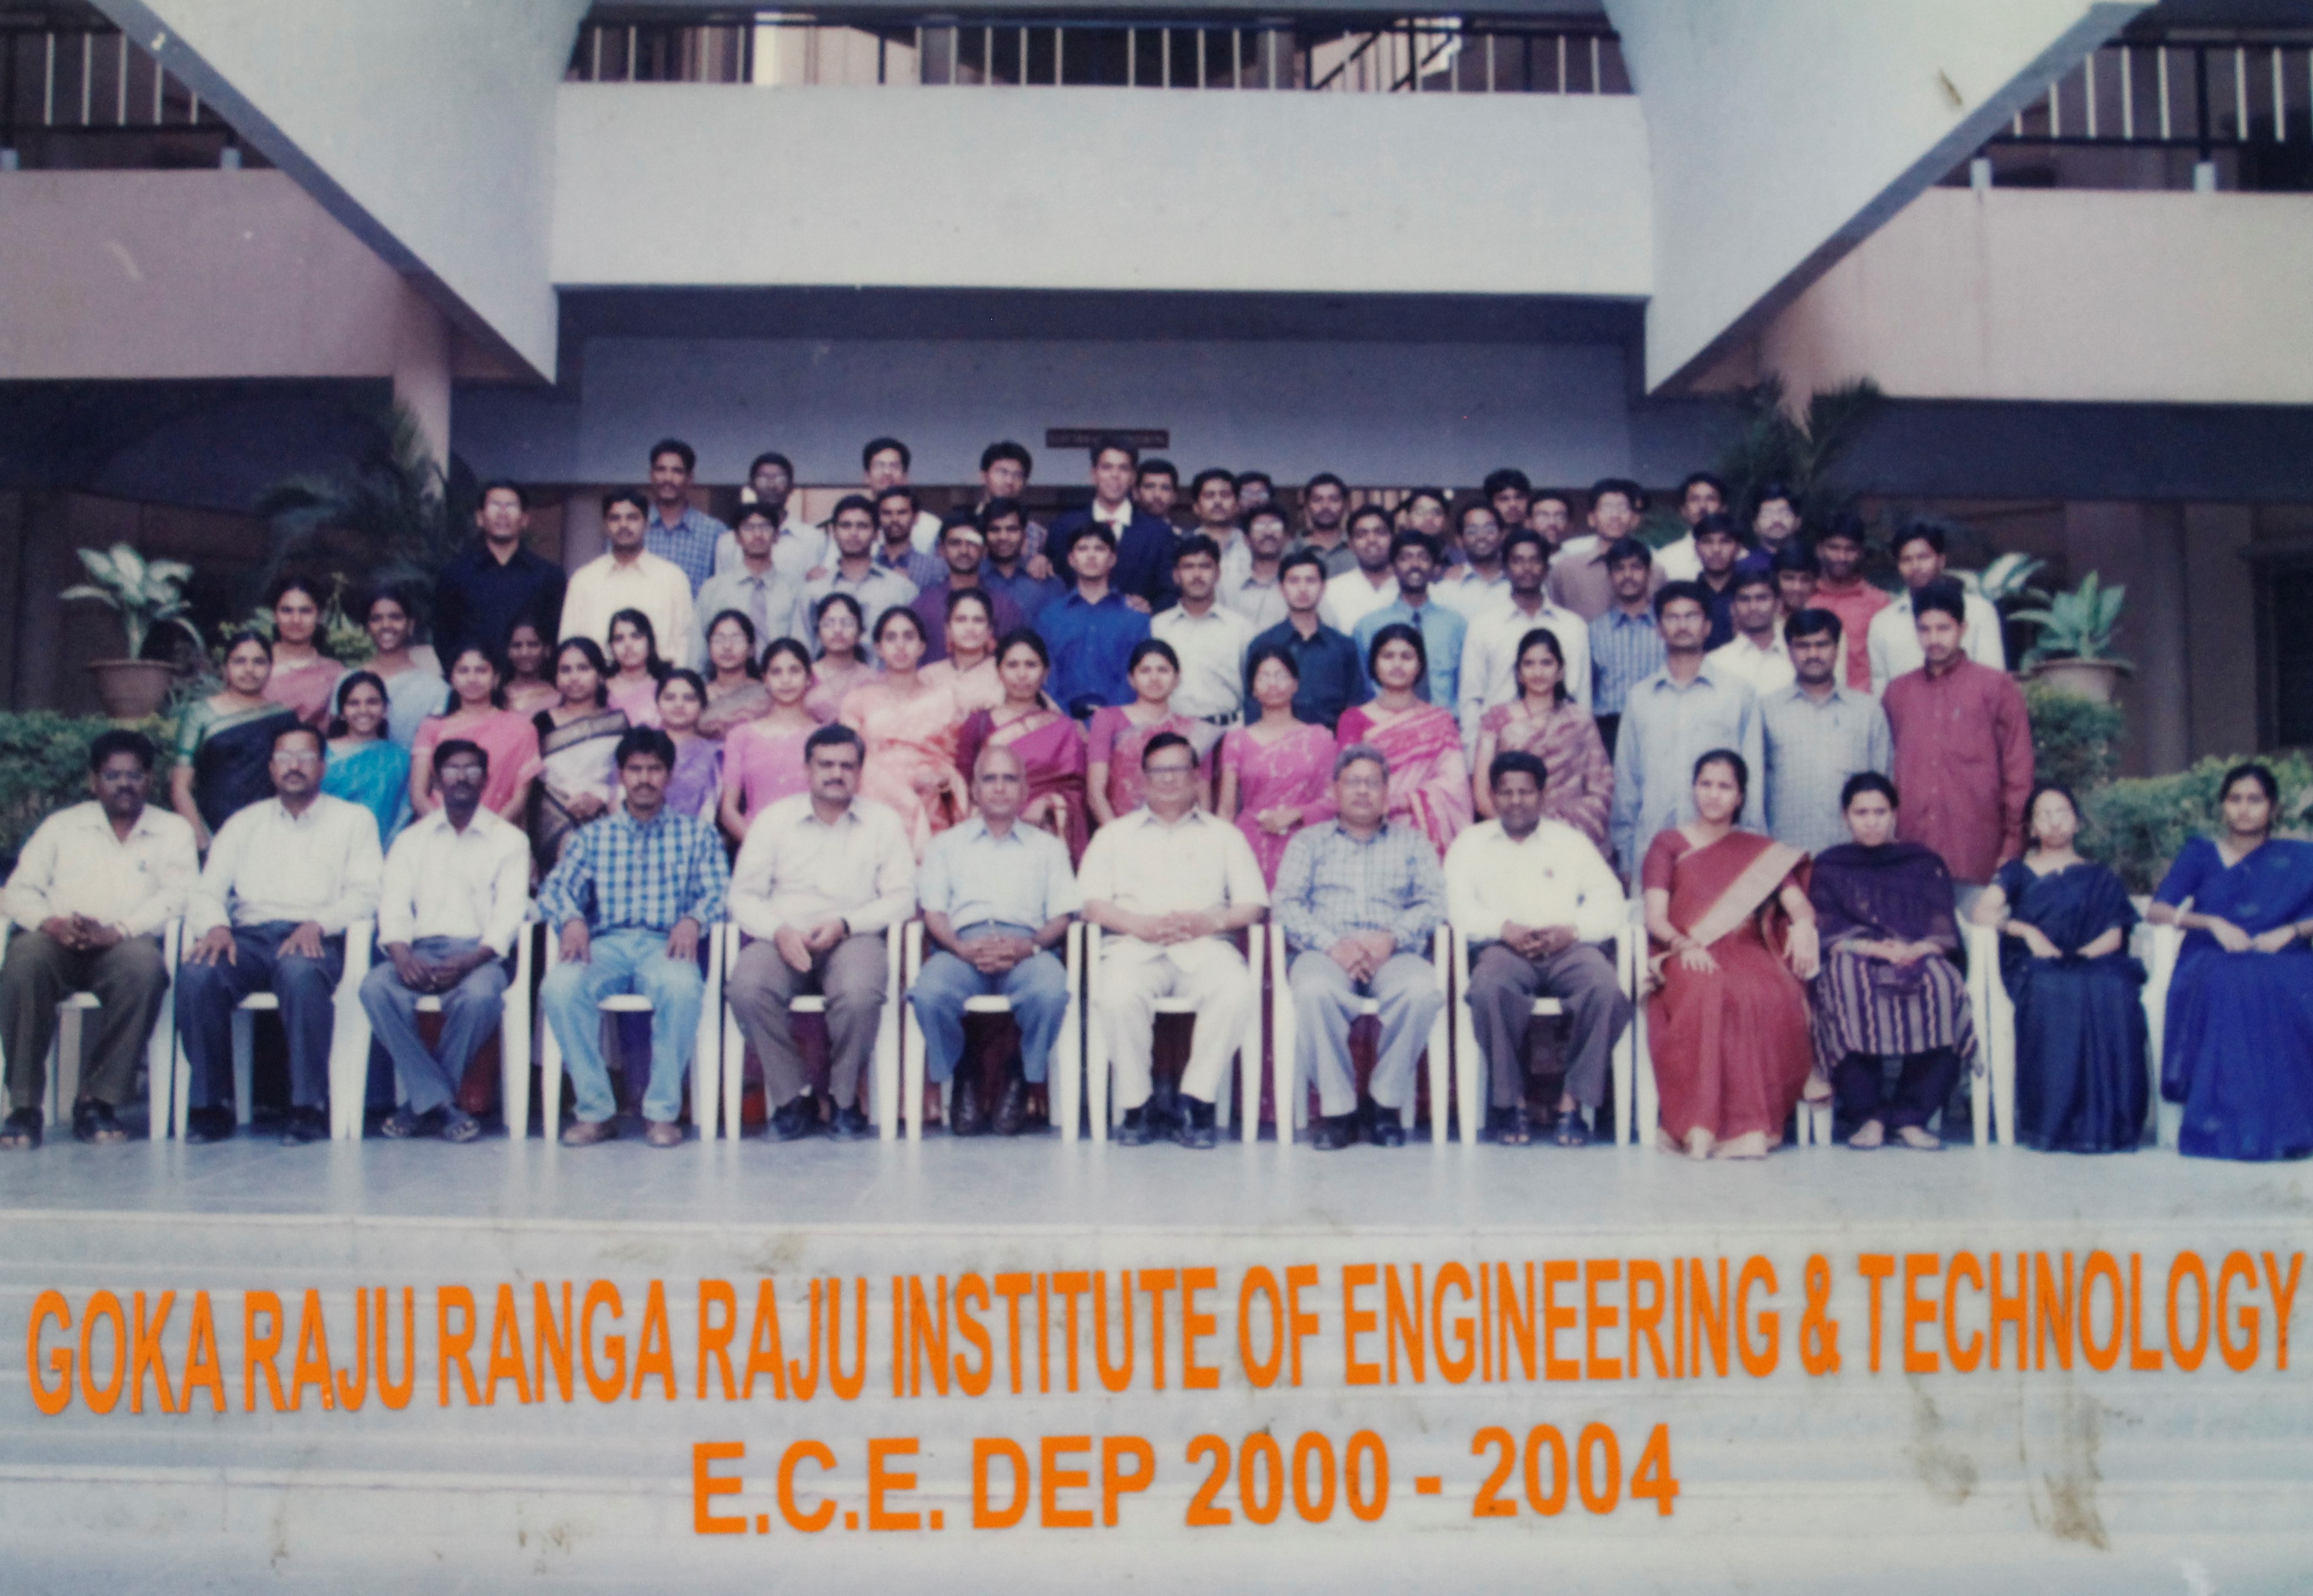 GOKA RAJU RANGA RAJU INSTITUTE OF ENGINEERING & TECHNOLOGY
E.C.E. DEP 2000 - 2004